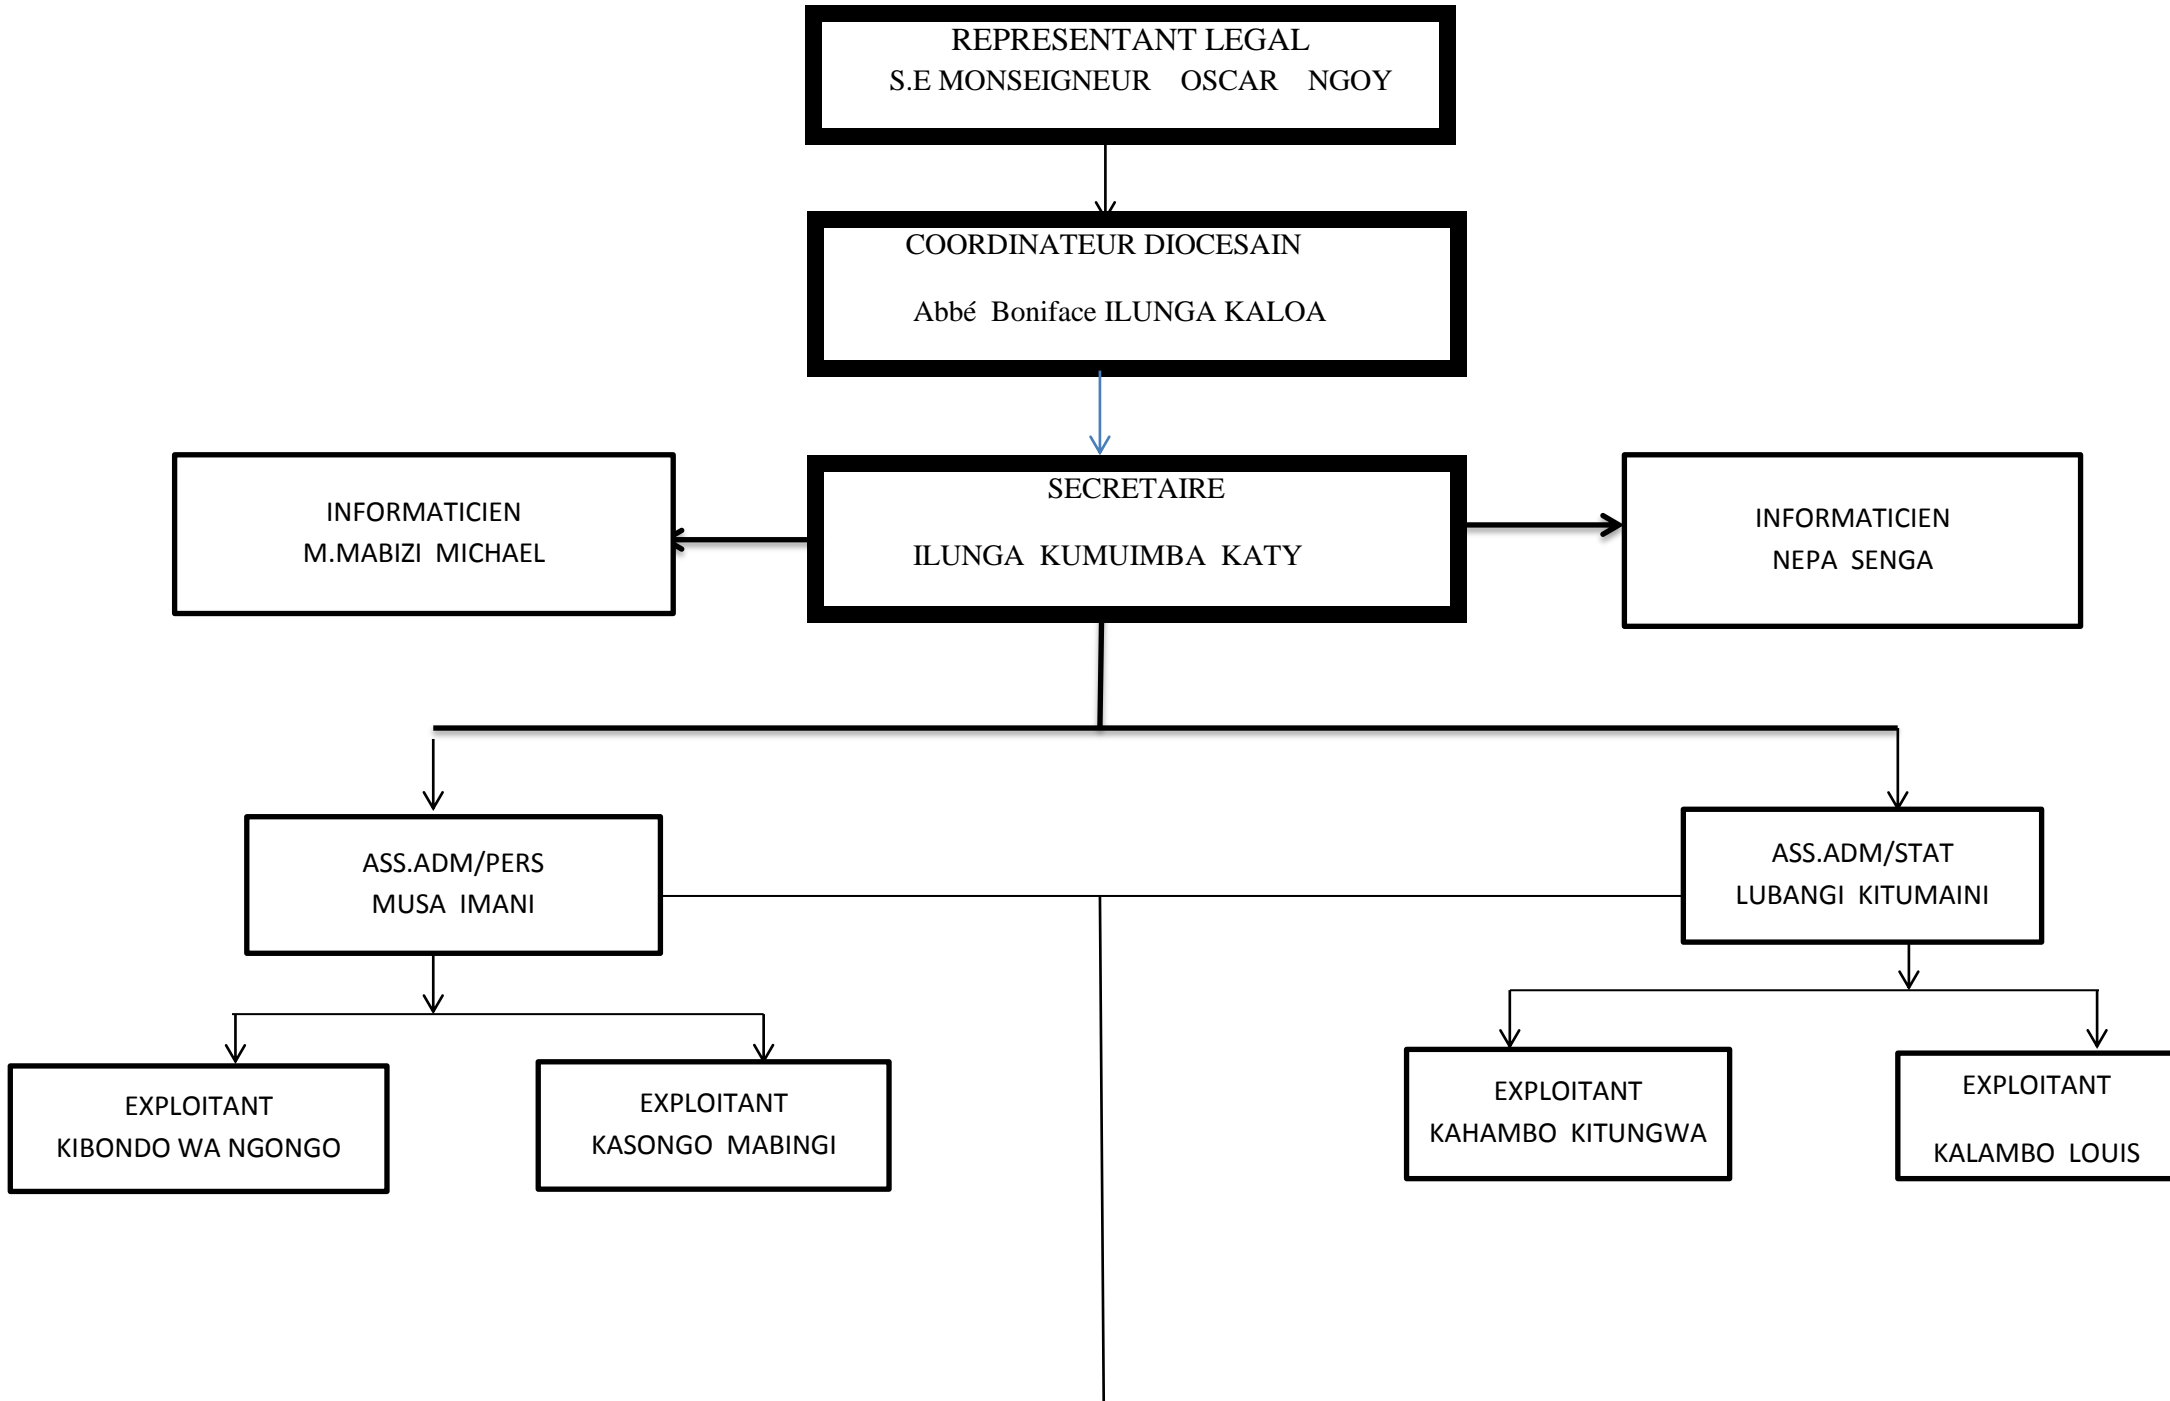 REPRESENTANT LEGAL
S.E MONSEIGNEUR OSCAR NGOY
COORDINATEUR DIOCESAIN
Abbé Boniface ILUNGA KALOA
INFORMATICIEN
M.MABIZI MICHAEL
SECRETAIRE
ILUNGA KUMUIMBA KATY
INFORMATICIEN
NEPA SENGA
ASS.ADM/PERS
MUSA IMANI
ASS.ADM/STAT
LUBANGI KITUMAINI
EXPLOITANT
KIBONDO WA NGONGO
EXPLOITANT
KASONGO MABINGI
EXPLOITANT
KAHAMBO KITUNGWA
EXPLOITANT
KALAMBO LOUIS